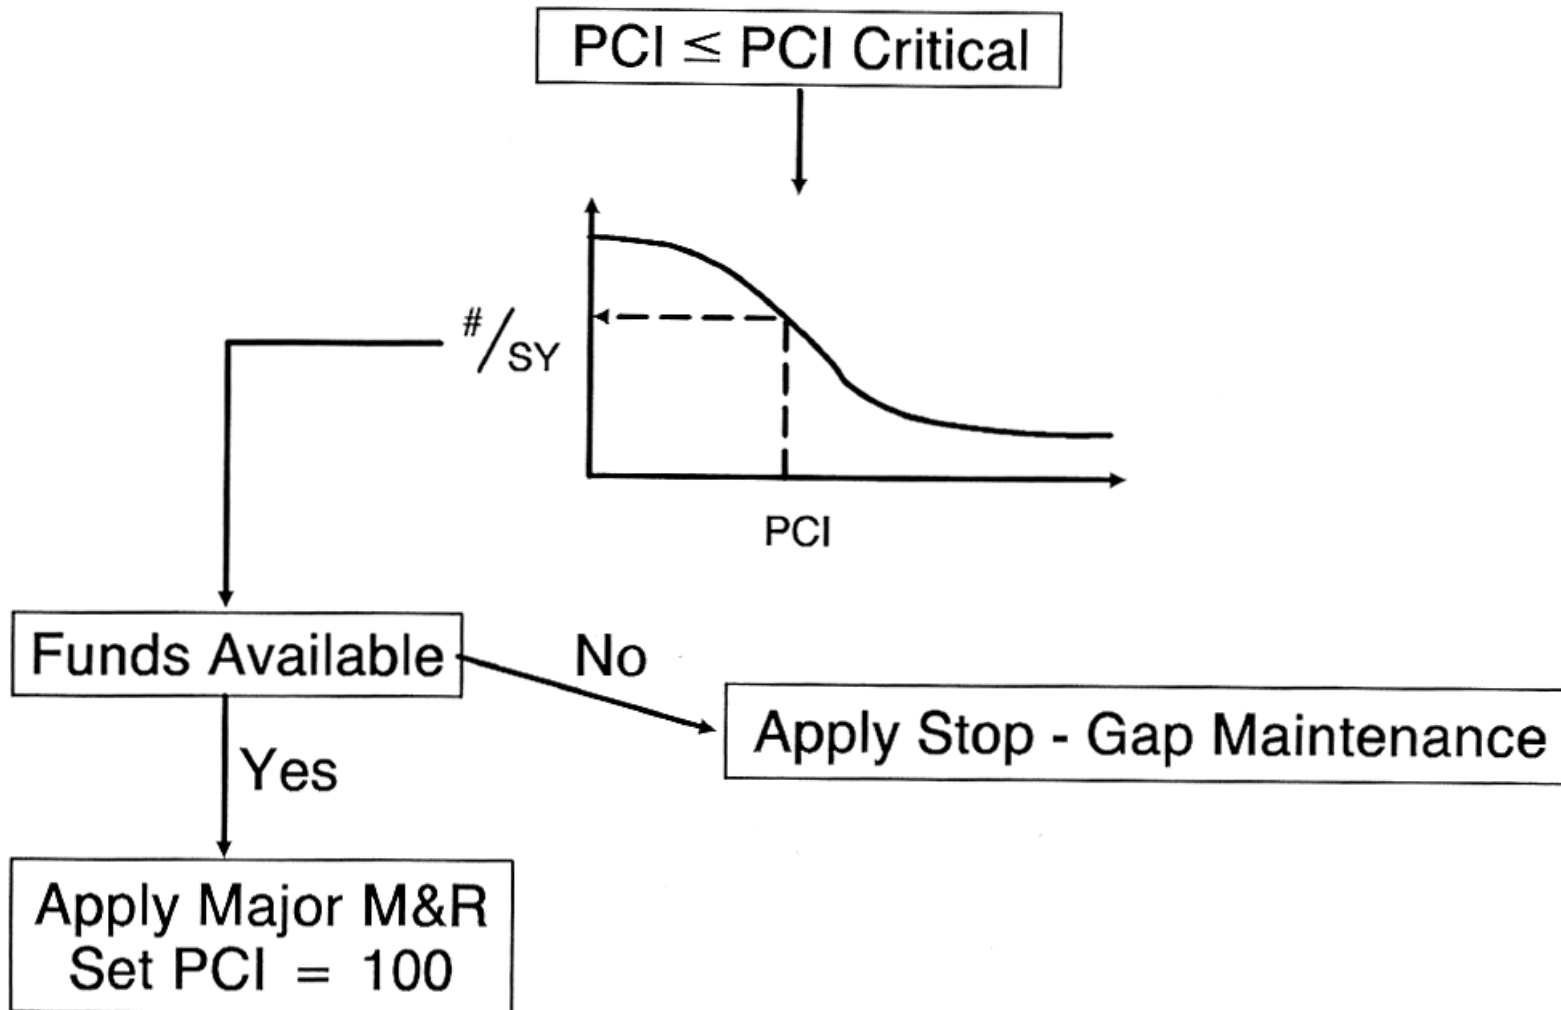 PCI ≤ PCI Critical
#/SY
PCI
Funds Available
No
Apply Stop - Gap Maintenance
Yes
Apply Major M&R
Set PCI = 100